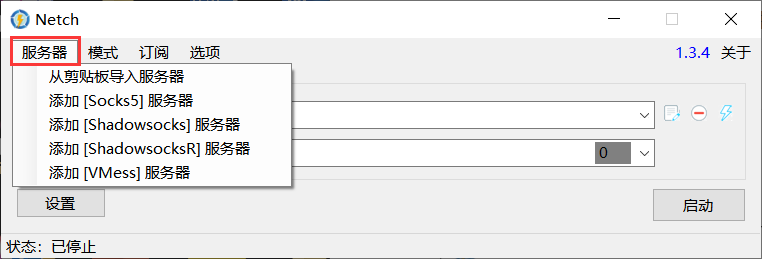 Netch
服务器 模式 订阅 选项 1.3.4 关于
从剪贴板导入服务器
添加 [Socks5] 服务器
添加 [Shadowsocks] 服务器
添加 [ShadowsocksR] 服务器
0
添加 [VMess] 服务器
设置 启动
状态：已停止